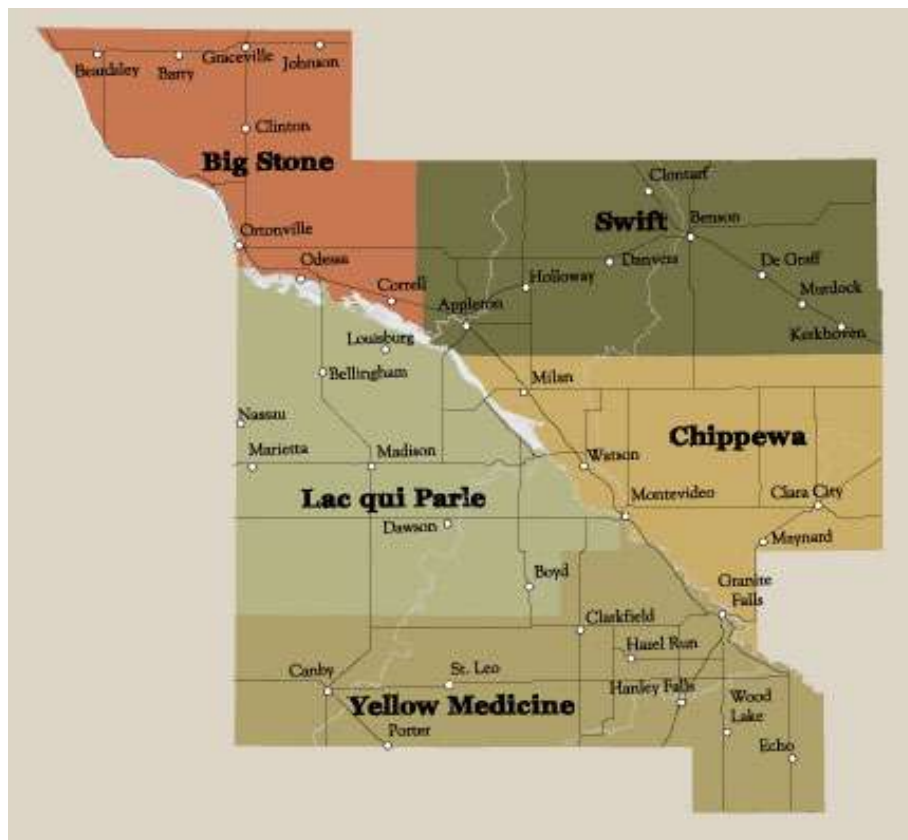 Graceville
Johnson
Beardsley
Barry
Clinton
Big Stone
Clontarf
Swift
Benson
Ortonville
Odessa
Danvers
De Graff
Holloway
Correll
Murdock
Appleton
Kerkhoven
Louisburg
Bellingham
Milan
Nassau
Chippewa
Marietta
Madison
Watson
Lac qui Parle
Montevideo
Clara City
Dawson
Maynard
Boyd
Granite
Falls
Clarkfield
Hazel Run
Canby
St. Leo
Hanley Falls
Wood
Lake
Yellow Medicine
Porter
Echo